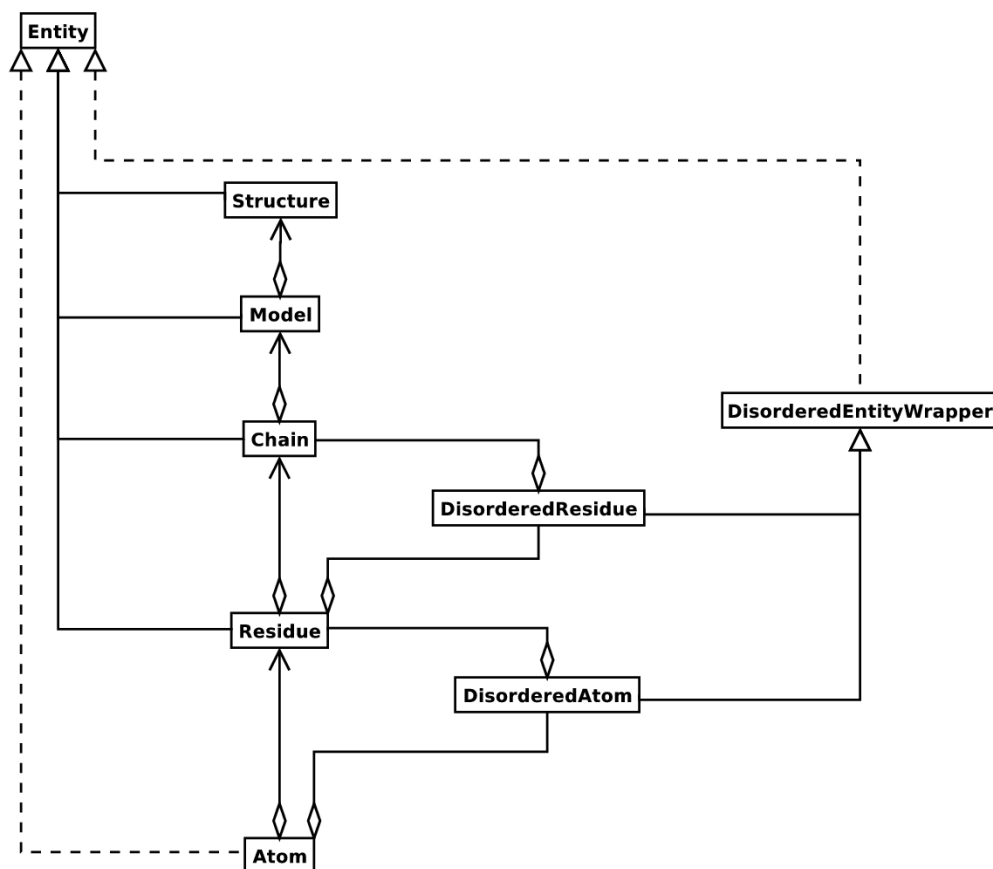 Entity
Structure
Model
DisorderedEntityWrapper
Chain
DisorderedResidue
Residue
DisorderedAtom
Atom